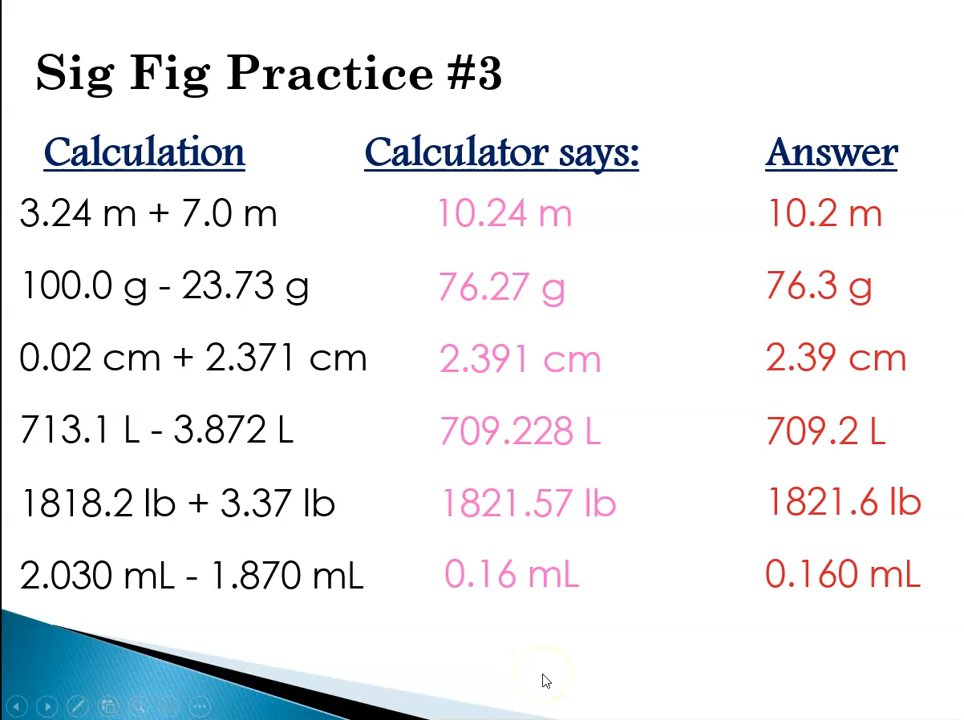 Sig Fig Practice #3
Calculation Calculator says: Answer
3.24 m + 7.0 m 10.24 m 10.2 m
100.0 g - 23.73 g 76.27 g 76.3 g
0.02 cm + 2.371 cm 2.391 cm 2.39 cm
713.1 L - 3.872 L 709.228 L 709.2 L
1818.2 lb + 3.37 lb 1821.57 lb 1821.6 lb
2.030 mL - 1.870 mL 0.16 mL 0.160 mL